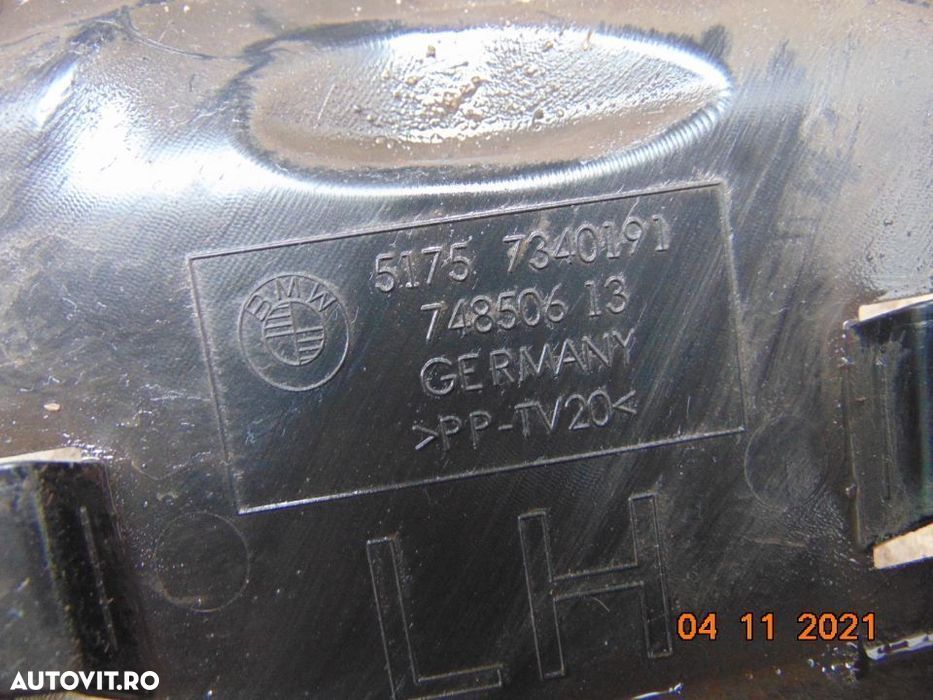 5175 7340191
BMW
748506 13
GERMANY
>PP-TV20<
LH
04 11 2021
AUTOVIT.RO